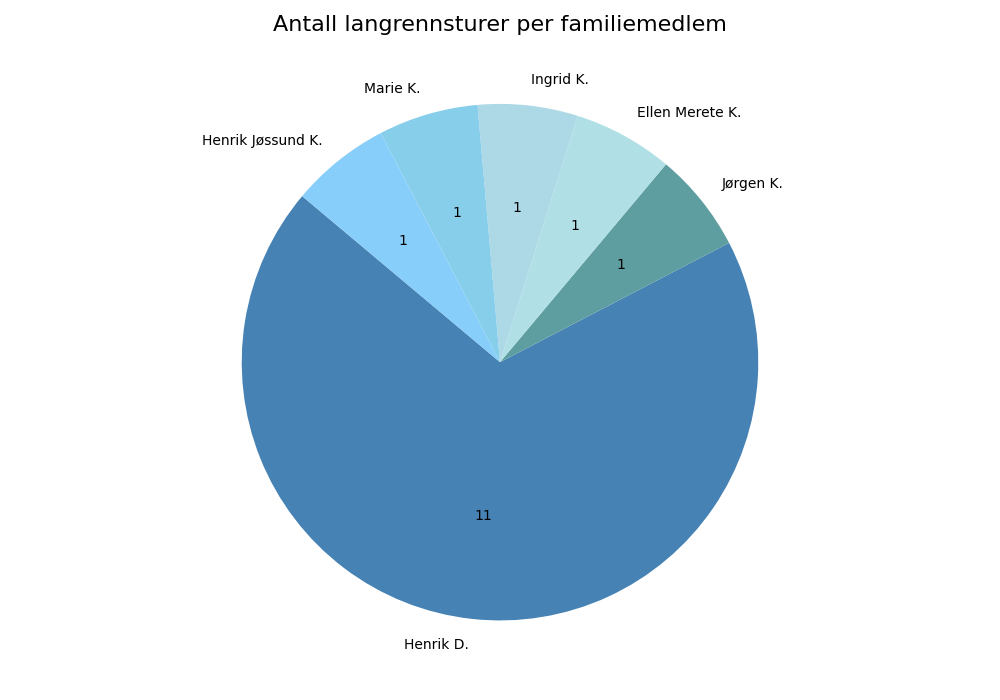 Antall langrennsturer per familiemedlem
Ingrid K.
Marie K.
Ellen Merete K.
Henrik Jøssund K.
Jørgen K.
1
1
1
1
1
11
Henrik D.